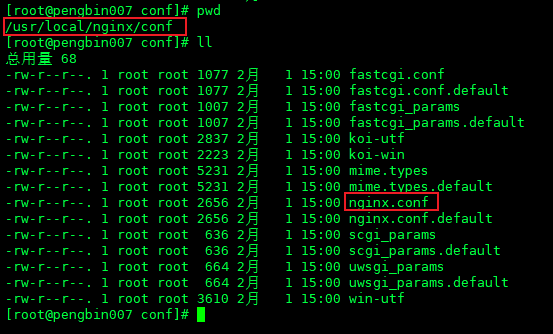 [root@pengbin007 conf]# pwd
/usr/local/nginx/conf
[root@pengbin007 conf]# ll
总用量 68
-rw-r--r--. 1 root root 1077 2月   1 15:00 fastcgi.conf
-rw-r--r--. 1 root root 1077 2月   1 15:00 fastcgi.conf.default
-rw-r--r--. 1 root root 1007 2月   1 15:00 fastcgi_params
-rw-r--r--. 1 root root 1007 2月   1 15:00 fastcgi_params.default
-rw-r--r--. 1 root root 2837 2月   1 15:00 koi-utf
-rw-r--r--. 1 root root 2223 2月   1 15:00 koi-win
-rw-r--r--. 1 root root 5231 2月   1 15:00 mime.types
-rw-r--r--. 1 root root 5231 2月   1 15:00 mime.types.default
-rw-r--r--. 1 root root 2656 2月   1 15:00 nginx.conf
-rw-r--r--. 1 root root 2656 2月   1 15:00 nginx.conf.default
-rw-r--r--. 1 root root  636 2月   1 15:00 scgi_params
-rw-r--r--. 1 root root  636 2月   1 15:00 scgi_params.default
-rw-r--r--. 1 root root  664 2月   1 15:00 uwsgi_params
-rw-r--r--. 1 root root  664 2月   1 15:00 uwsgi_params.default
-rw-r--r--. 1 root root 3610 2月   1 15:00 win-utf
[root@pengbin007 conf]#